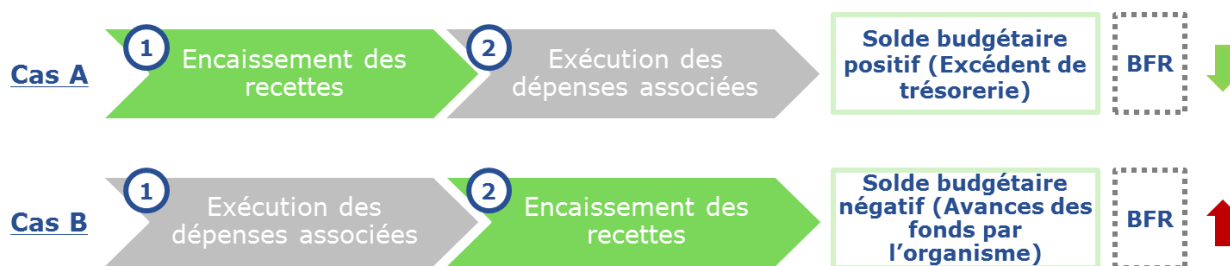 Cas A
1
Encaissement des
recettes
2
Exécution des
dépenses associées
Solde budgétaire
positif (Excédent de
trésorerie)
BFR
Cas B
1
Exécution des
dépenses associées
2
Encaissement des
recettes
Solde budgétaire
négatif (Avances des
fonds par
l’organisme)
BFR